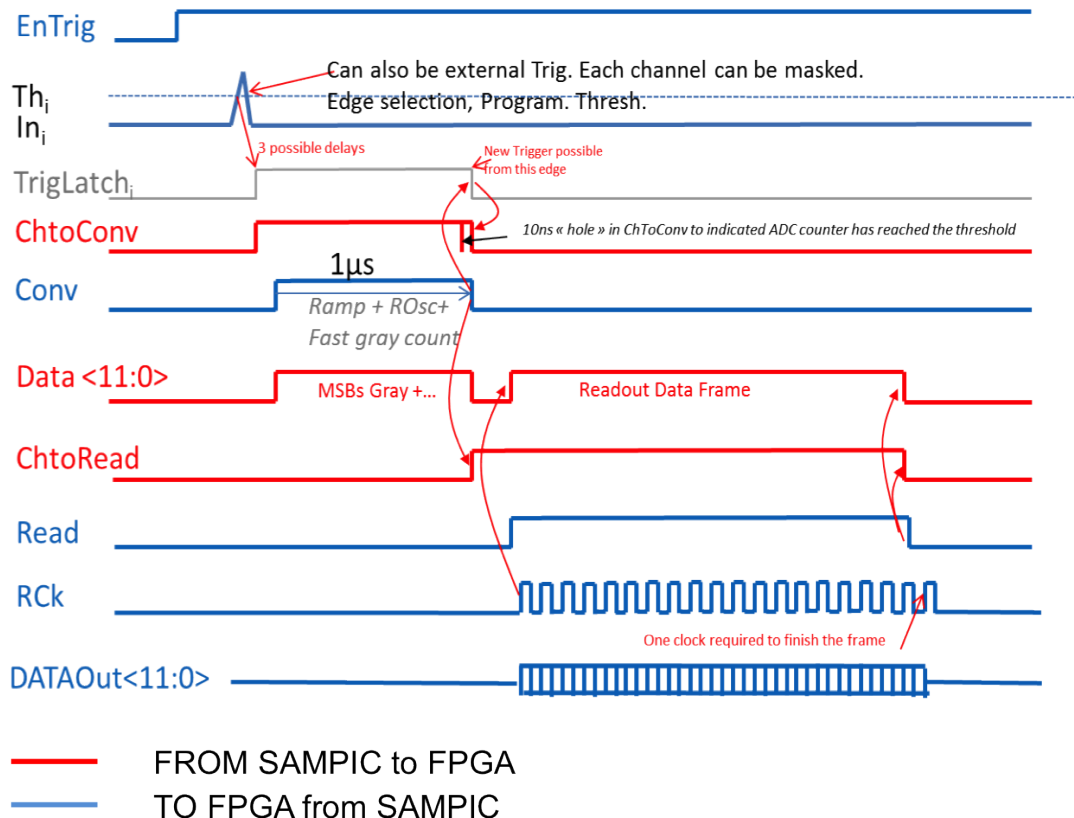 EnTrig
Can also be external Trig. Each channel can be masked.
Th_i
Edge selection, Program. Thresh.
In_i
3 possible delays
New Trigger possible
from this edge
TrigLatch_i
ChtoConv
10ns « hole » in ChToConv to indicated ADC counter has reached the threshold
1µs
Conv
Ramp + ROsc+
Fast gray count
Data <11:0>
MSBs Gray +...
Readout Data Frame
ChtoRead
Read
RCk
One clock required to finish the frame
DATAOut<11:0>
FROM SAMPIC to FPGA
TO FPGA from SAMPIC